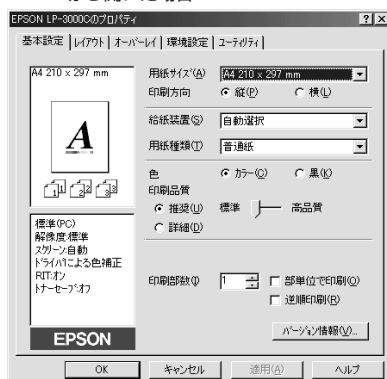 EPSON LP-3000Cのプロパティ
基本設定 レイアウト オーバーレイ 環境設定 ユーティリティ
A4 210 x 297 mm
A
1 1 2 2 3 3
標準(PC)
解像度:標準
スクリーン:自動
ドライバによる色補正
RIT:オン
トナーセーブ:オフ
EPSON
用紙サイズ(A) A4 210 x 297 mm
印刷方向 縦(P) 横(L)
給紙装置(S) 自動選択
用紙種類(T) 普通紙
色 カラー(C) 黒(K)
印刷品質
推奨(U) 標準 高品質
詳細(D)
印刷部数(I) 1 部単位で印刷(O)
逆順印刷(R)
バージョン情報(V)...
OK キャンセル 適用(A) ヘルプ